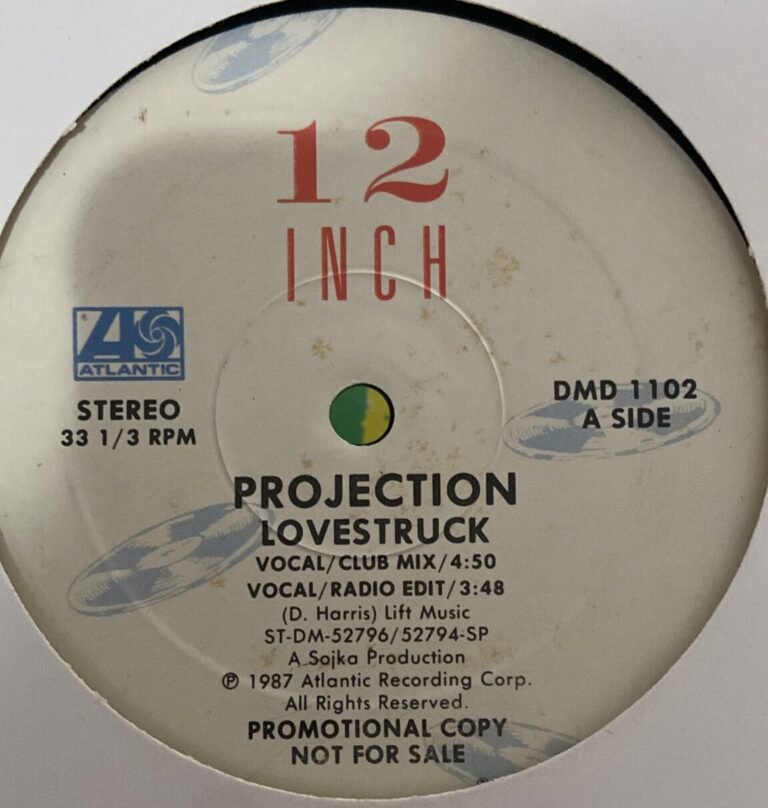 12
INCH
ATLANTIC
STEREO
33 1/3 RPM
DMD 1102
A SIDE
PROJECTION
LOVESTRUCK
VOCAL/CLUB MIX/4:50
VOCAL/RADIO EDIT/3:48
(D. Harris) Lift Music
ST-DM-52796/52794-SP
A Sojka Production
℗ 1987 Atlantic Recording Corp.
All Rights Reserved.
PROMOTIONAL COPY
NOT FOR SALE